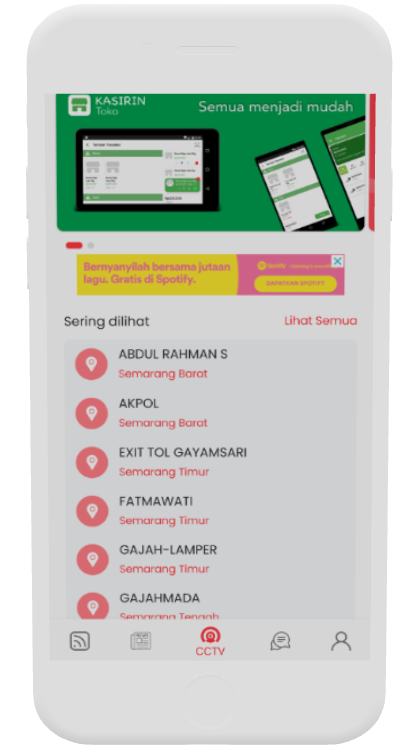 KASIRIN
Toko
Semua menjadi mudah
Bernyanyilah bersama jutaan
lagu. Gratis di Spotify.
Spotify
DAPATKAN SPOTIFY
Sering dilihat
Lihat Semua
ABDUL RAHMAN S
Semarang Barat
AKPOL
Semarang Barat
EXIT TOL GAYAMSARI
Semarang Timur
FATMAWATI
Semarang Timur
GAJAH-LAMPER
Semarang Timur
GAJAHMADA
Semarang Tengah
CCTV